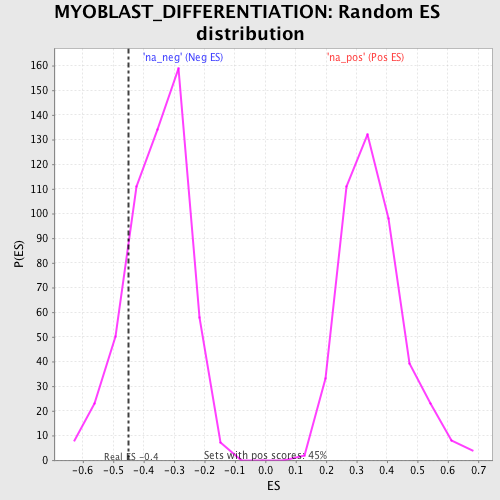 MYOBLAST_DIFFERENTIATION: Random ES
distribution
'na_neg' (Neg ES)
'na_pos' (Pos ES)
P(ES)
160
150
140
130
120
110
100
90
80
70
60
50
40
30
20
10
0
Real ES -0.4
Sets with pos scores: 45%
-0.6 -0.5 -0.4 -0.3 -0.2 -0.1 0.0 0.1 0.2 0.3 0.4 0.5 0.6 0.7
ES